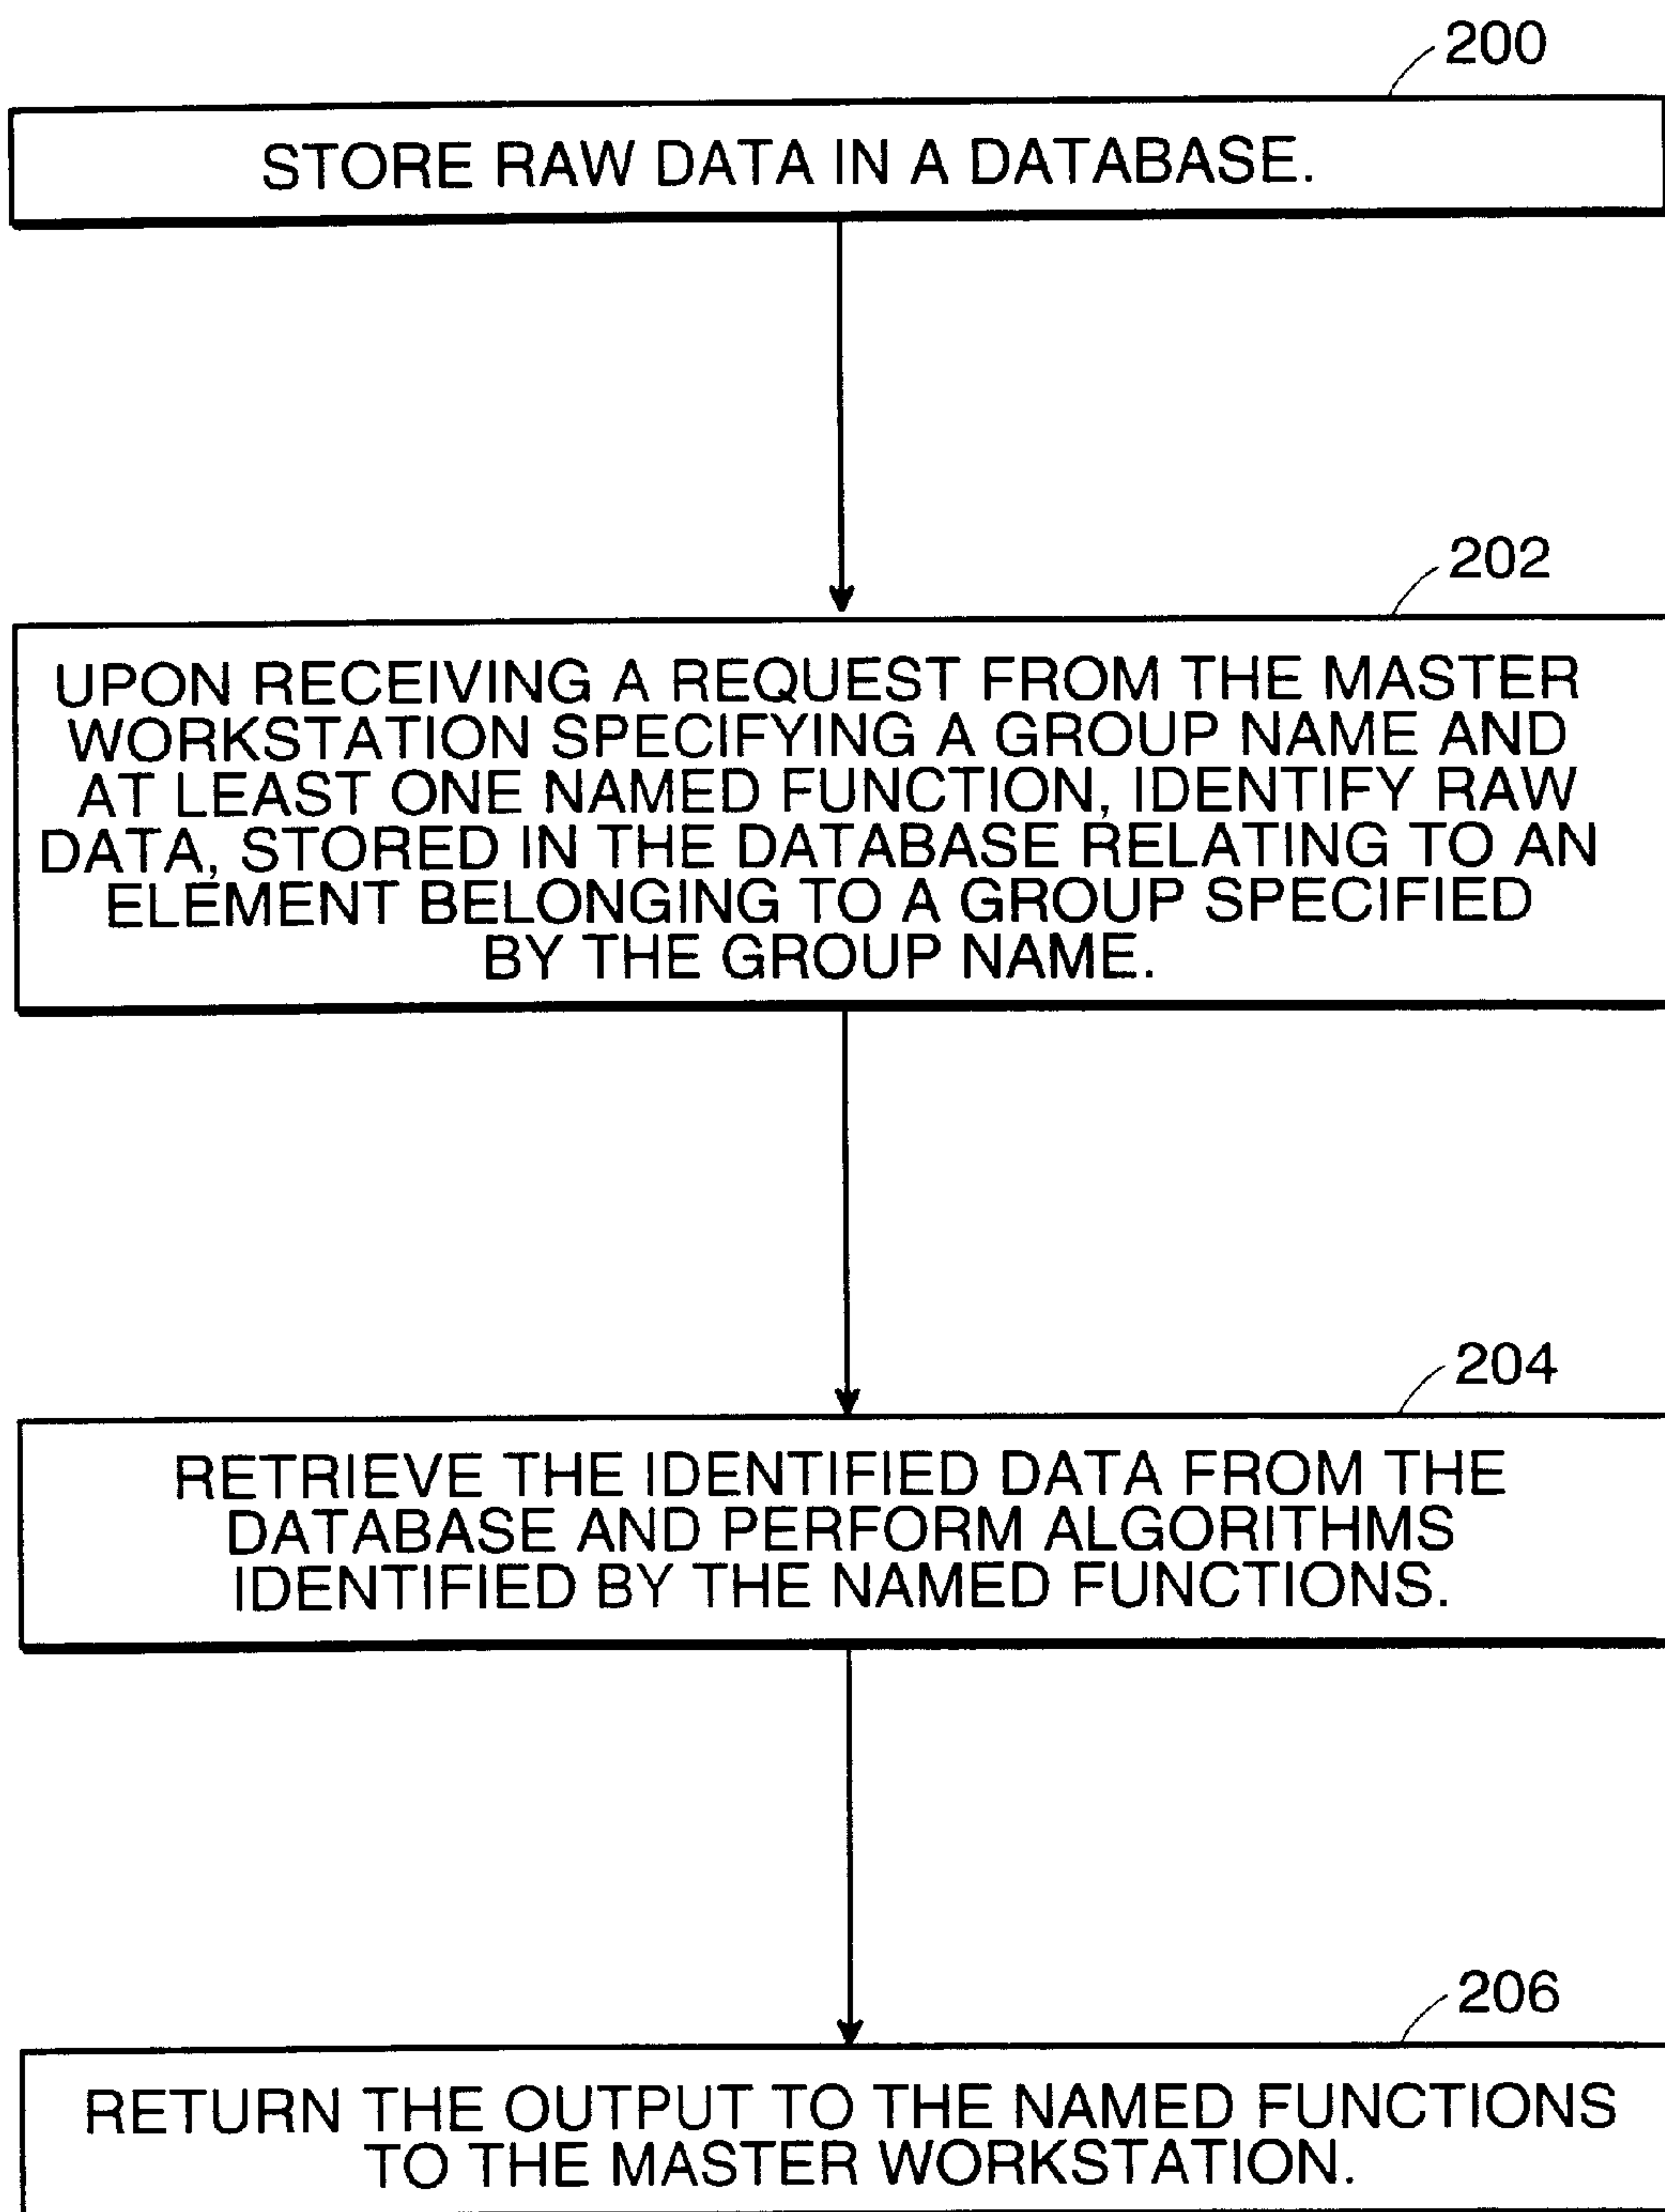 200
STORE RAW DATA IN A DATABASE.
202
UPON RECEIVING A REQUEST FROM THE MASTER
WORKSTATION SPECIFYING A GROUP NAME AND
AT LEAST ONE NAMED FUNCTION, IDENTIFY RAW
DATA, STORED IN THE DATABASE RELATING TO AN
ELEMENT BELONGING TO A GROUP SPECIFIED
BY THE GROUP NAME.
204
RETRIEVE THE IDENTIFIED DATA FROM THE
DATABASE AND PERFORM ALGORITHMS
IDENTIFIED BY THE NAMED FUNCTIONS.
206
RETURN THE OUTPUT TO THE NAMED FUNCTIONS
TO THE MASTER WORKSTATION.